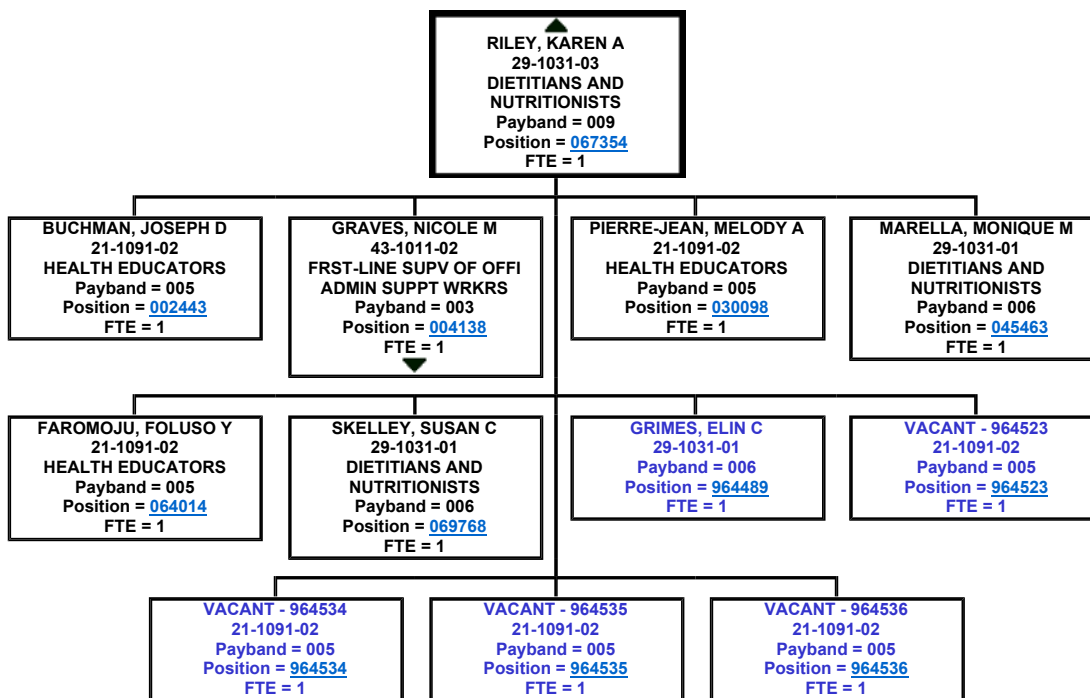 RILEY, KAREN A
29-1031-03
DIETITIANS AND
NUTRITIONISTS
Payband = 009
Position = 067354
FTE = 1
BUCHMAN, JOSEPH D
21-1091-02
HEALTH EDUCATORS
Payband = 005
Position = 002443
FTE = 1
GRAVES, NICOLE M
43-1011-02
FRST-LINE SUPV OF OFFI
ADMIN SUPPT WRKRS
Payband = 003
Position = 004138
FTE = 1
PIERRE-JEAN, MELODY A
21-1091-02
HEALTH EDUCATORS
Payband = 005
Position = 030098
FTE = 1
MARELLA, MONIQUE M
29-1031-01
DIETITIANS AND
NUTRITIONISTS
Payband = 006
Position = 045463
FTE = 1
FAROMOJU, FOLUSO Y
21-1091-02
HEALTH EDUCATORS
Payband = 005
Position = 064014
FTE = 1
SKELLEY, SUSAN C
29-1031-01
DIETITIANS AND
NUTRITIONISTS
Payband = 006
Position = 069768
FTE = 1
GRIMES, ELIN C
29-1031-01
Payband = 006
Position = 964489
FTE = 1
VACANT - 964523
21-1091-02
Payband = 005
Position = 964523
FTE = 1
VACANT - 964534
21-1091-02
Payband = 005
Position = 964534
FTE = 1
VACANT - 964535
21-1091-02
Payband = 005
Position = 964535
FTE = 1
VACANT - 964536
21-1091-02
Payband = 005
Position = 964536
FTE = 1